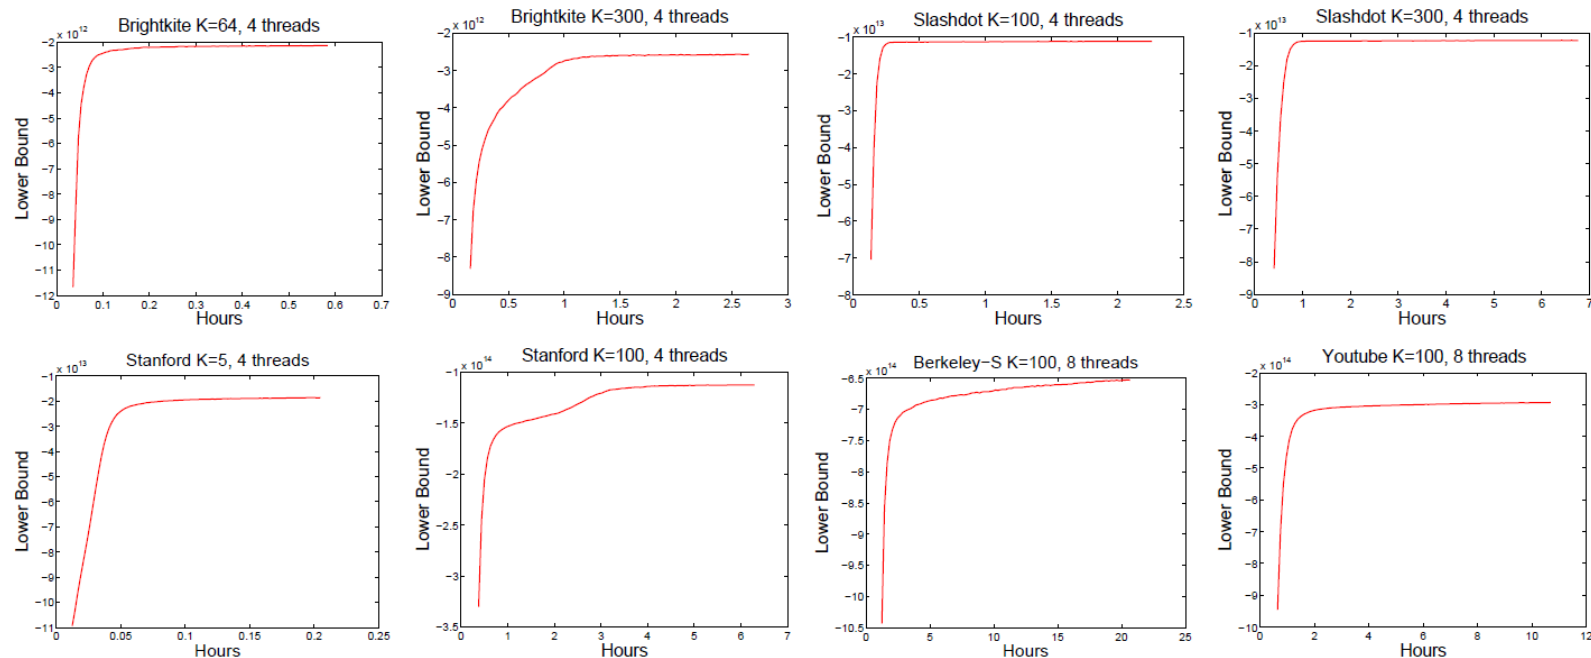 Brightkite K=64, 4 threads
x 10^12
−2
−3
−4
−5
−6
−7
−8
−9
−10
−11
−12
0 0.1 0.2 0.3 0.4 0.5 0.6 0.7
Hours
Lower Bound
Brightkite K=300, 4 threads
x 10^12
−2
−3
−4
−5
−6
−7
−8
−9
0 0.5 1 1.5 2 2.5 3
Hours
Lower Bound
Slashdot K=100, 4 threads
x 10^13
−1
−2
−3
−4
−5
−6
−7
−8
0 0.5 1 1.5 2 2.5
Hours
Lower Bound
Slashdot K=300, 4 threads
x 10^13
−1
−2
−3
−4
−5
−6
−7
−8
−9
0 1 2 3 4 5 6 7
Hours
Lower Bound
Stanford K=5, 4 threads
x 10^13
−1
−2
−3
−4
−5
−6
−7
−8
−9
−10
−11
0 0.05 0.1 0.15 0.2 0.25
Hours
Lower Bound
Stanford K=100, 4 threads
x 10^14
−1
−1.5
−2
−2.5
−3
−3.5
0 1 2 3 4 5 6 7
Hours
Lower Bound
Berkeley−S K=100, 8 threads
x 10^14
−6.5
−7
−7.5
−8
−8.5
−9
−9.5
−10
−10.5
0 5 10 15 20 25
Hours
Lower Bound
Youtube K=100, 8 threads
x 10^14
−2
−3
−4
−5
−6
−7
−8
−9
−10
0 2 4 6 8 10 12
Hours
Lower Bound